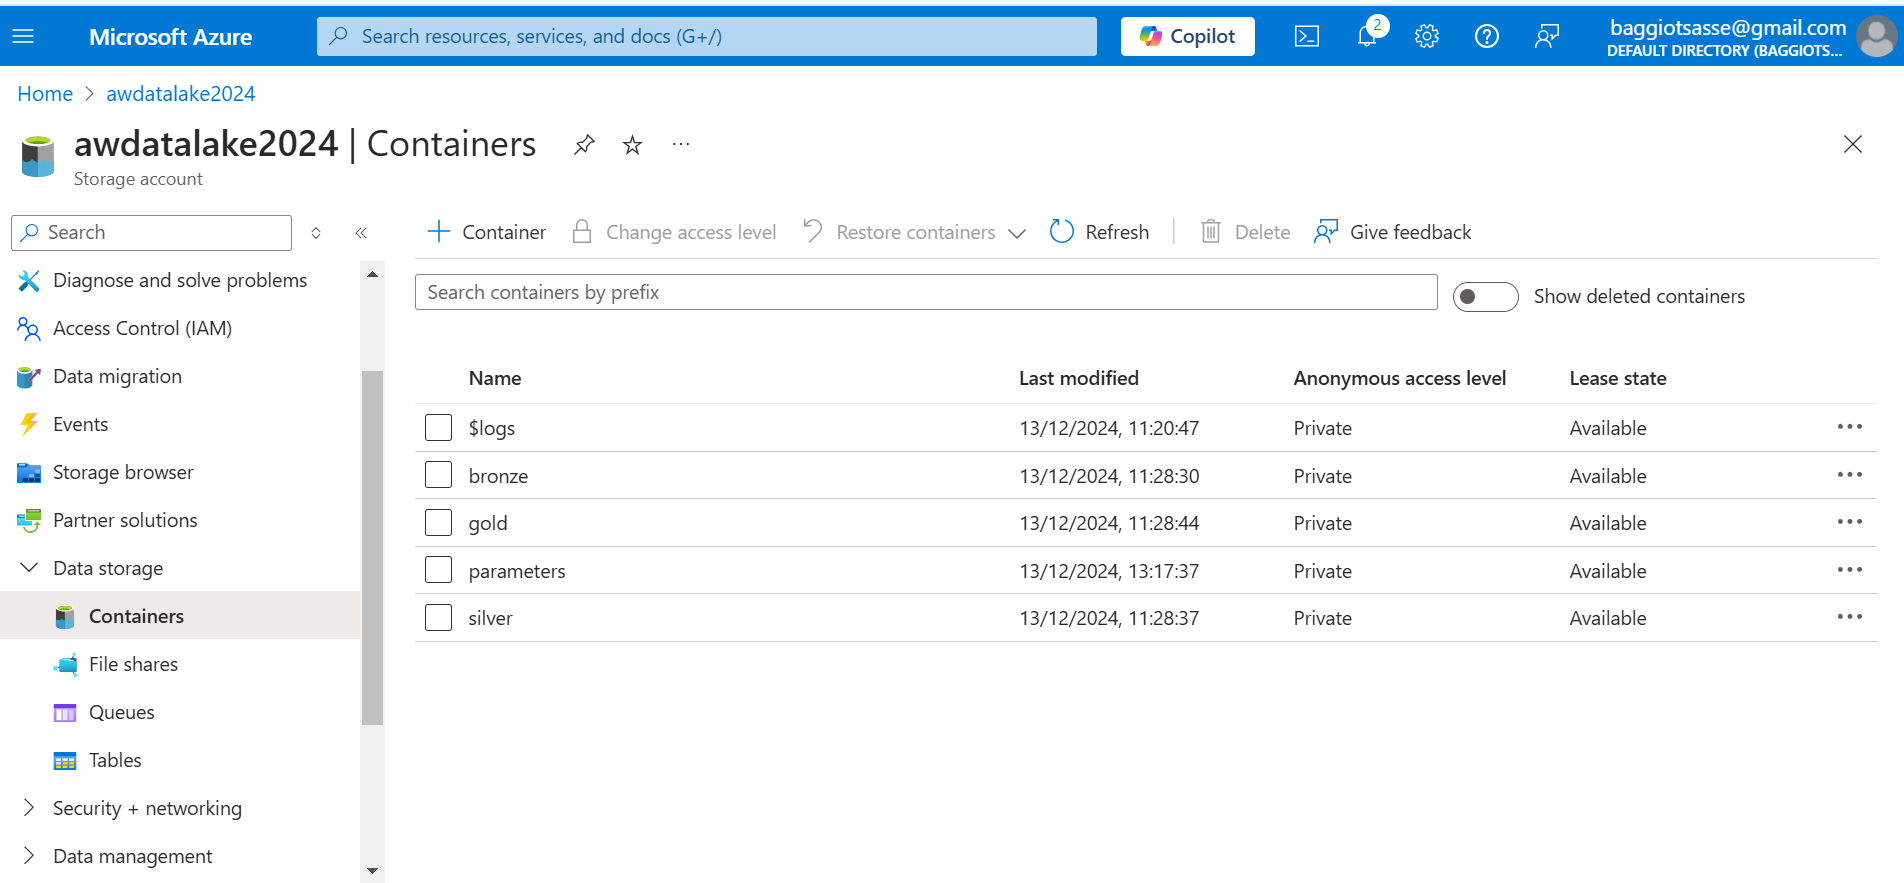 Microsoft Azure
Search resources, services, and docs (G+/)
Copilot
2
baggiotsasse@gmail.com
DEFAULT DIRECTORY (BAGGIOTS...
Home > awdatalake2024
awdatalake2024 | Containers
Storage account
Search
Container
Change access level
Restore containers
Refresh
Delete
Give feedback
Diagnose and solve problems
Access Control (IAM)
Data migration
Events
Storage browser
Partner solutions
Data storage
Containers
File shares
Queues
Tables
Security + networking
Data management
Search containers by prefix
Show deleted containers
Name Last modified Anonymous access level Lease state
$logs 13/12/2024, 11:20:47 Private Available
bronze 13/12/2024, 11:28:30 Private Available
gold 13/12/2024, 11:28:44 Private Available
parameters 13/12/2024, 13:17:37 Private Available
silver 13/12/2024, 11:28:37 Private Available